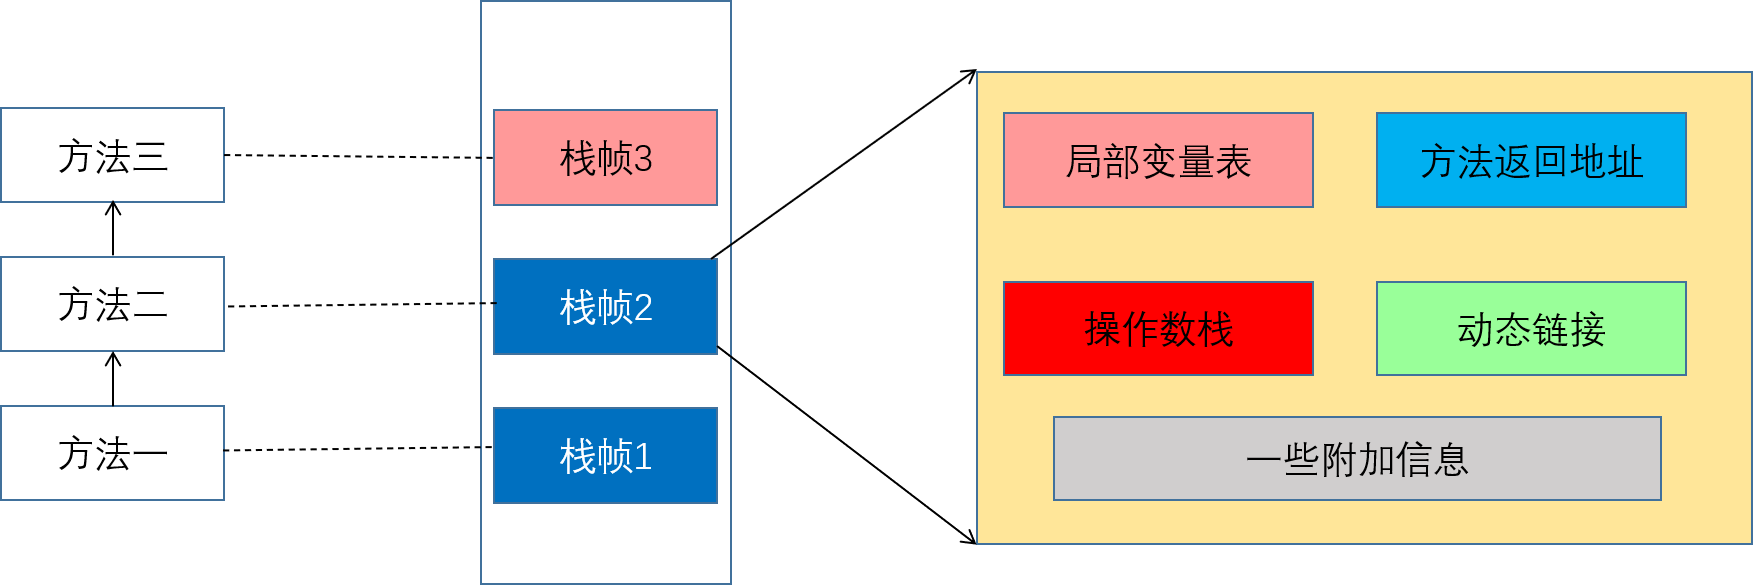 方法三
方法二
方法一
栈帧3
栈帧2
栈帧1
局部变量表
方法返回地址
操作数栈
动态链接
一些附加信息